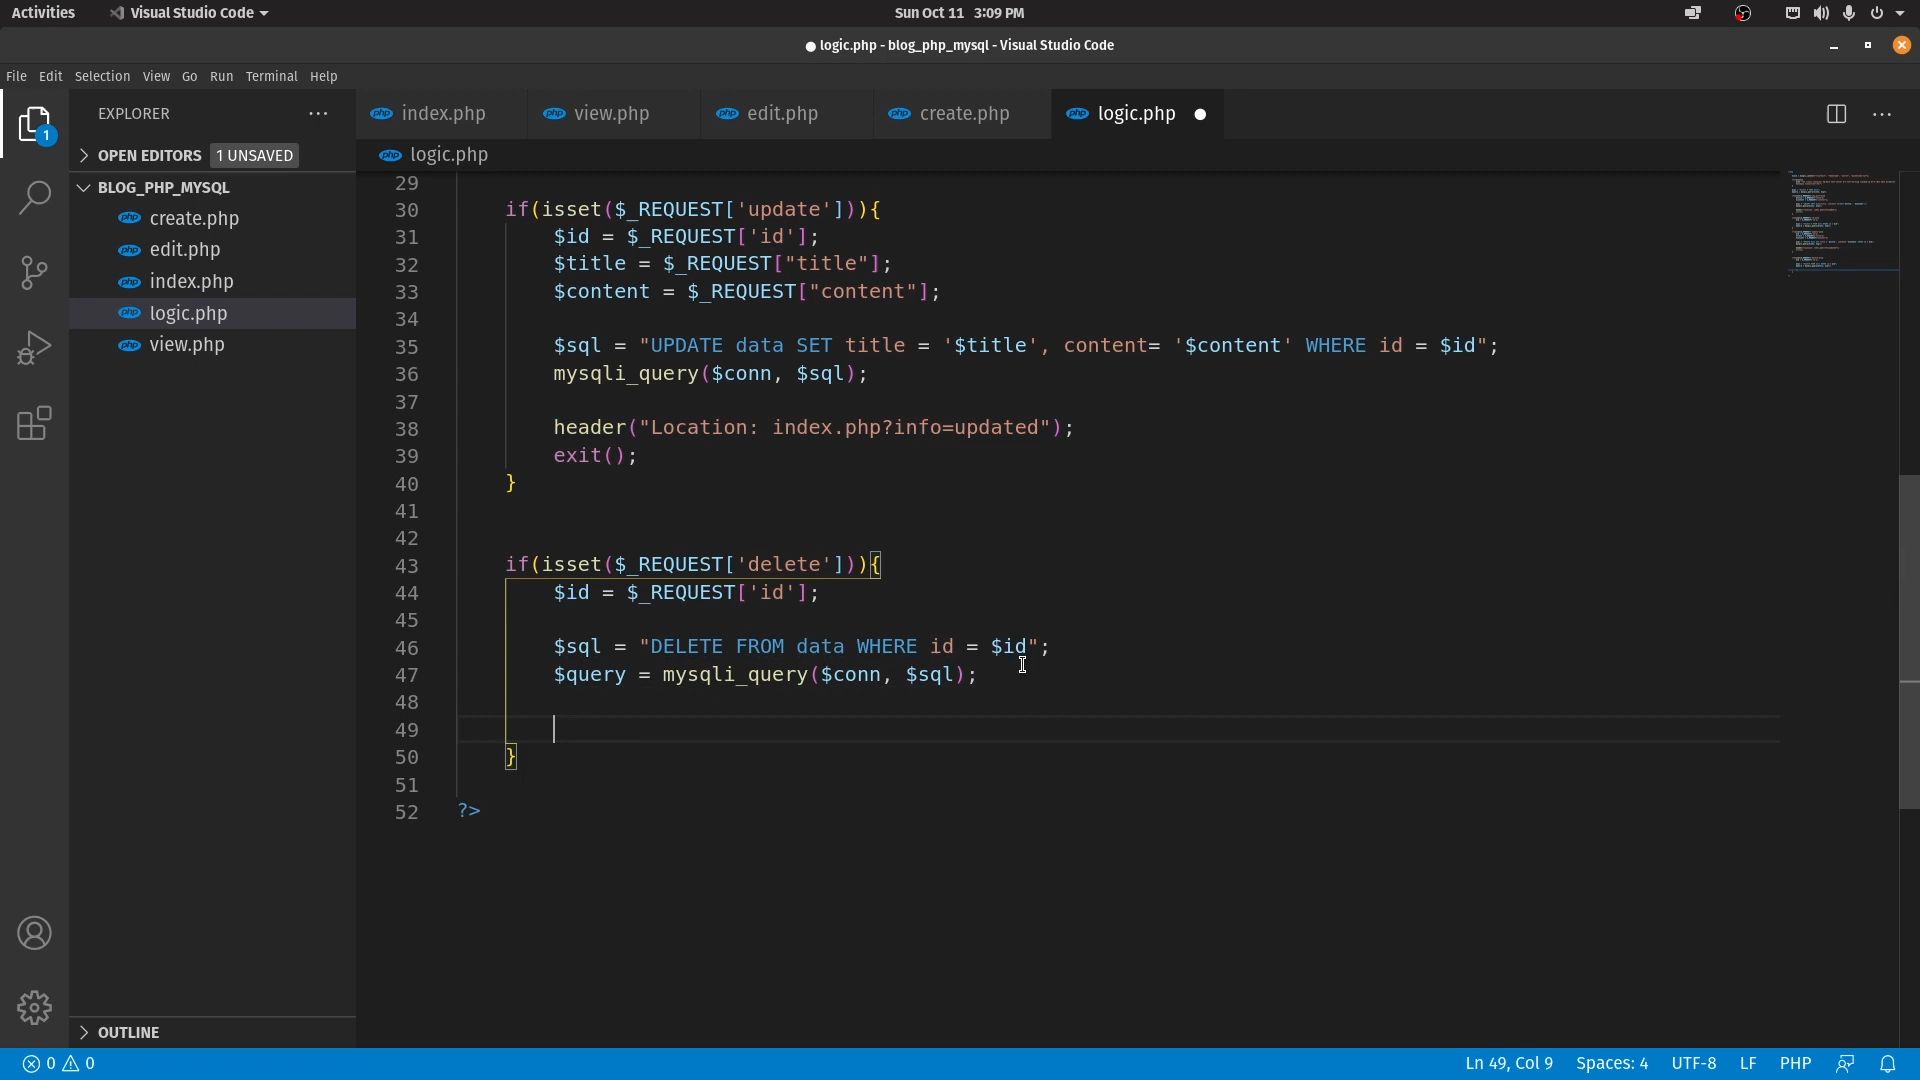 Activities
Visual Studio Code
Sun Oct 11 3:09 PM
logic.php - blog_php_mysql - Visual Studio Code
File Edit Selection View Go Run Terminal Help
EXPLORER
index.php
view.php
edit.php
create.php
logic.php
1
OPEN EDITORS 1 UNSAVED
logic.php
BLOG_PHP_MYSQL
create.php
edit.php
index.php
logic.php
view.php
29
30 if(isset($_REQUEST['update'])){
31 $id = $_REQUEST['id'];
32 $title = $_REQUEST["title"];
33 $content = $_REQUEST["content"];
34
35 $sql = "UPDATE data SET title = '$title', content= '$content' WHERE id = $id";
36 mysqli_query($conn, $sql);
37
38 header("Location: index.php?info=updated");
39 exit();
40 }
41
42
43 if(isset($_REQUEST['delete'])){
44 $id = $_REQUEST['id'];
45
46 $sql = "DELETE FROM data WHERE id = $id";
47 $query = mysqli_query($conn, $sql);
48
49
50 }
51
52 ?>
OUTLINE
0 0
Ln 49, Col 9 Spaces: 4 UTF-8 LF PHP